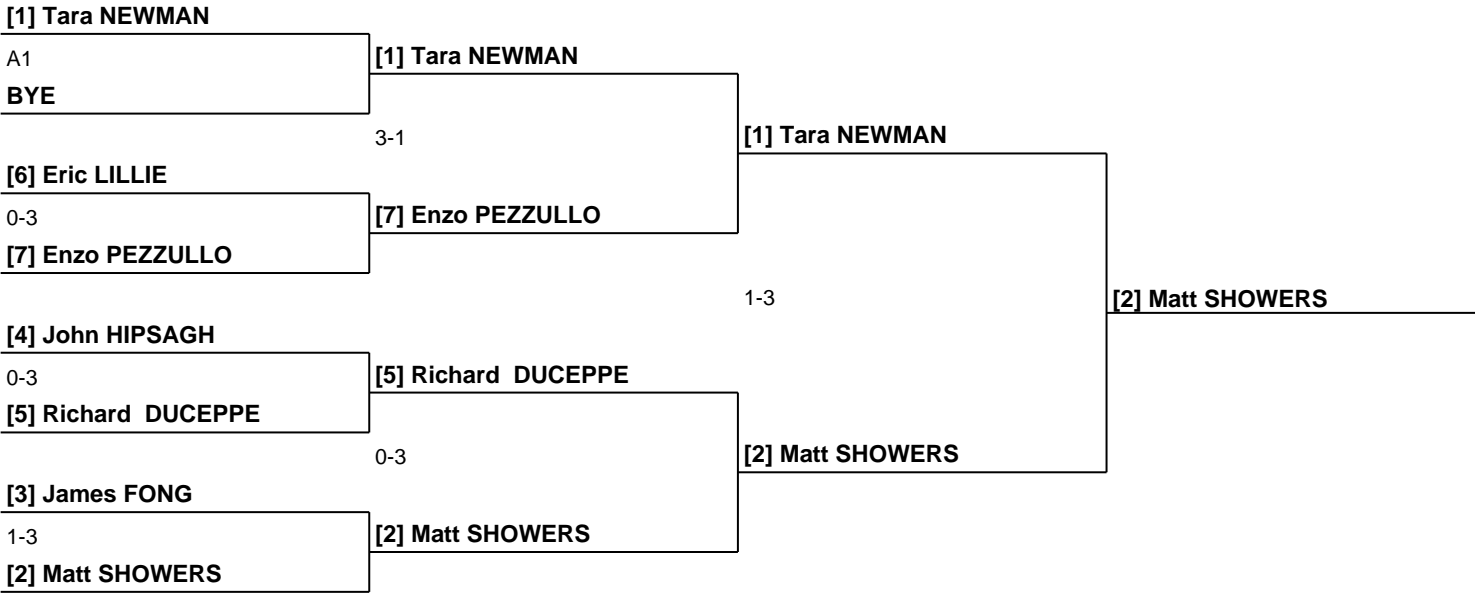 [1] Tara NEWMAN
A1
[1] Tara NEWMAN
BYE
3-1
[1] Tara NEWMAN
[6] Eric LILLIE
0-3
[7] Enzo PEZZULLO
[7] Enzo PEZZULLO
1-3
[2] Matt SHOWERS
[4] John HIPSAGH
0-3
[5] Richard  DUCEPPE
[5] Richard  DUCEPPE
0-3
[2] Matt SHOWERS
[3] James FONG
1-3
[2] Matt SHOWERS
[2] Matt SHOWERS